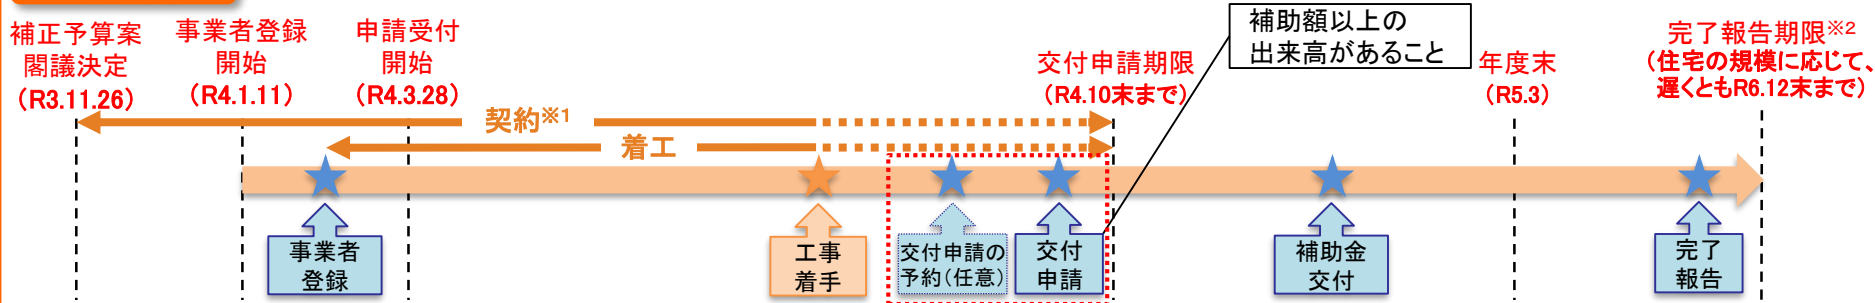 補正予算案
閣議決定
（R3.11.26）
事業者登録
開始
（R4.1.11）
申請受付
開始
（R4.3.28）
補助額以上の
出来高があること
交付申請期限
（R4.10末まで）
年度末
（R5.3）
完了報告期限※2
（住宅の規模に応じて、
遅くともR6.12末まで）
契約※1
着工
事業者
登録
工事
着手
交付申請の
予約（任意）
交付
申請
補助金
交付
完了
報告